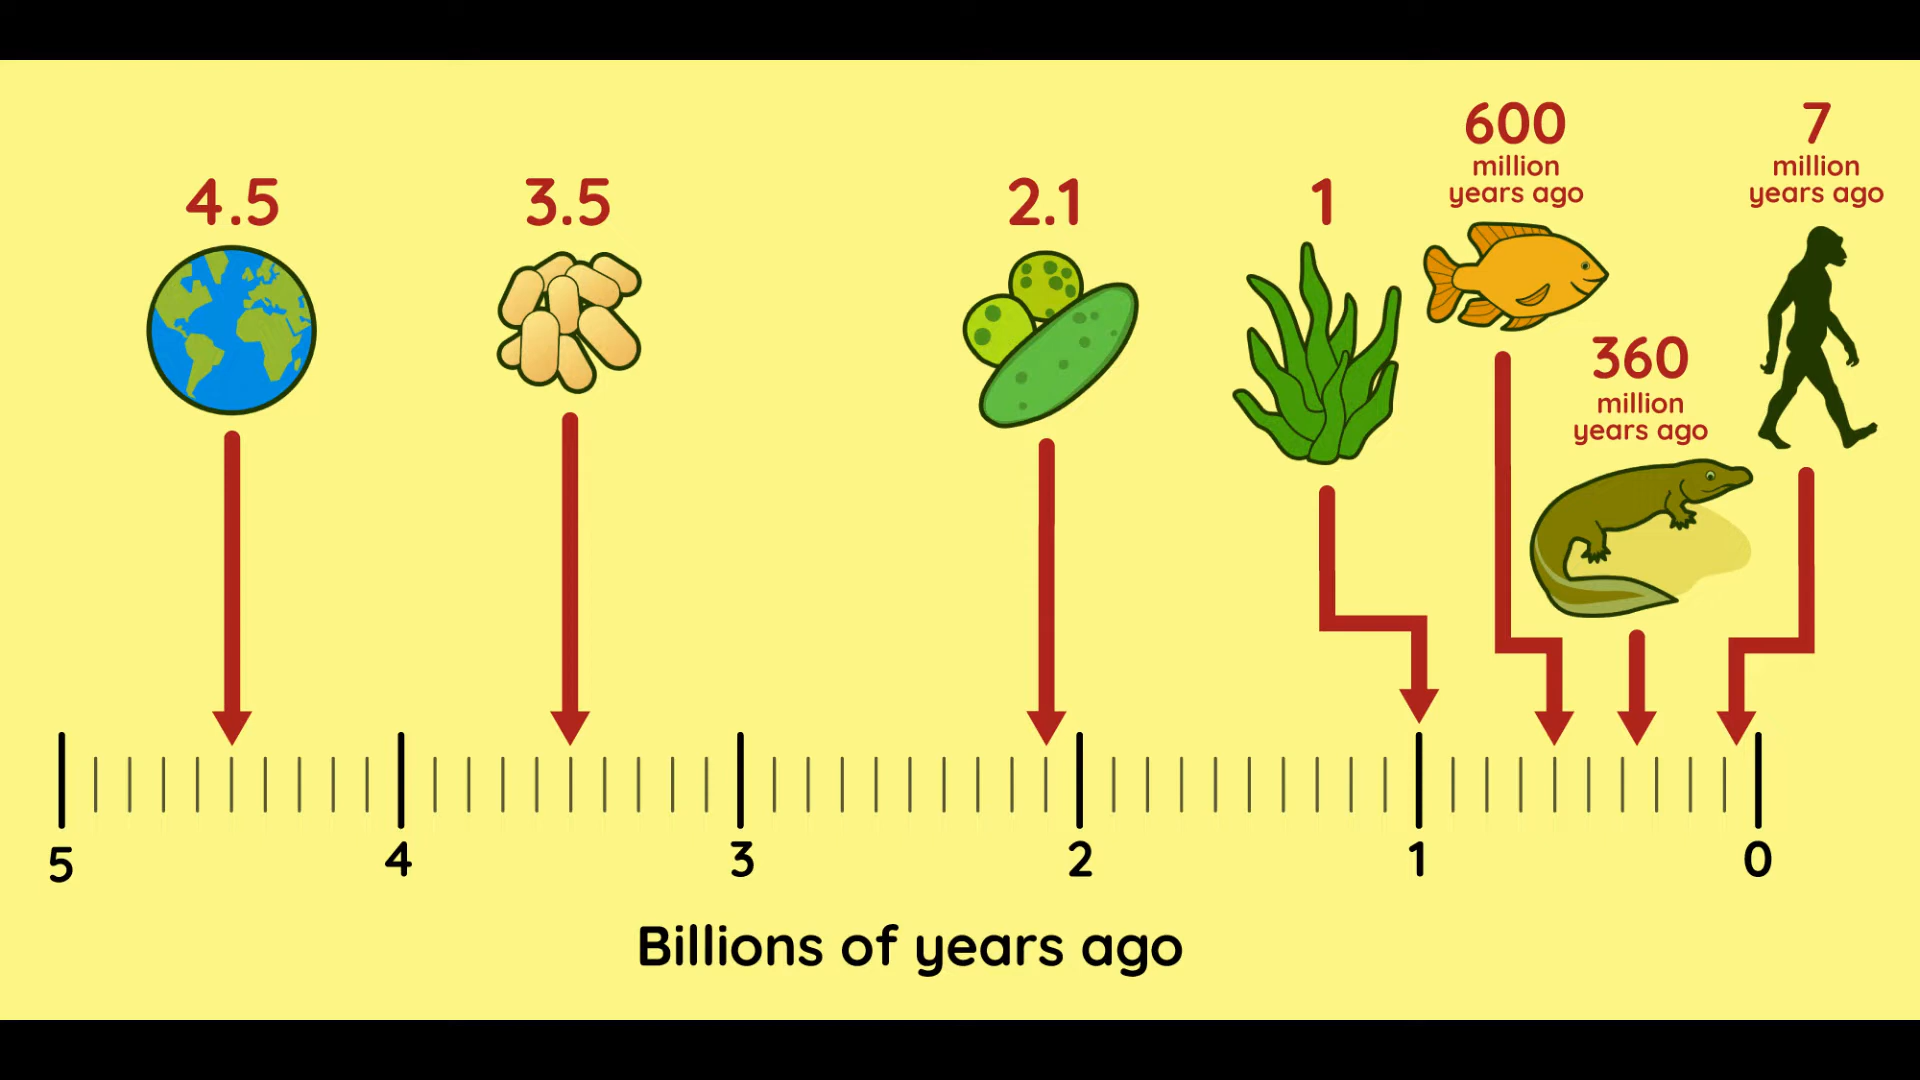 4.5
3.5
2.1
1
600
million
years ago
360
million
years ago
7
million
years ago
5 4 3 2 1 0
Billions of years ago